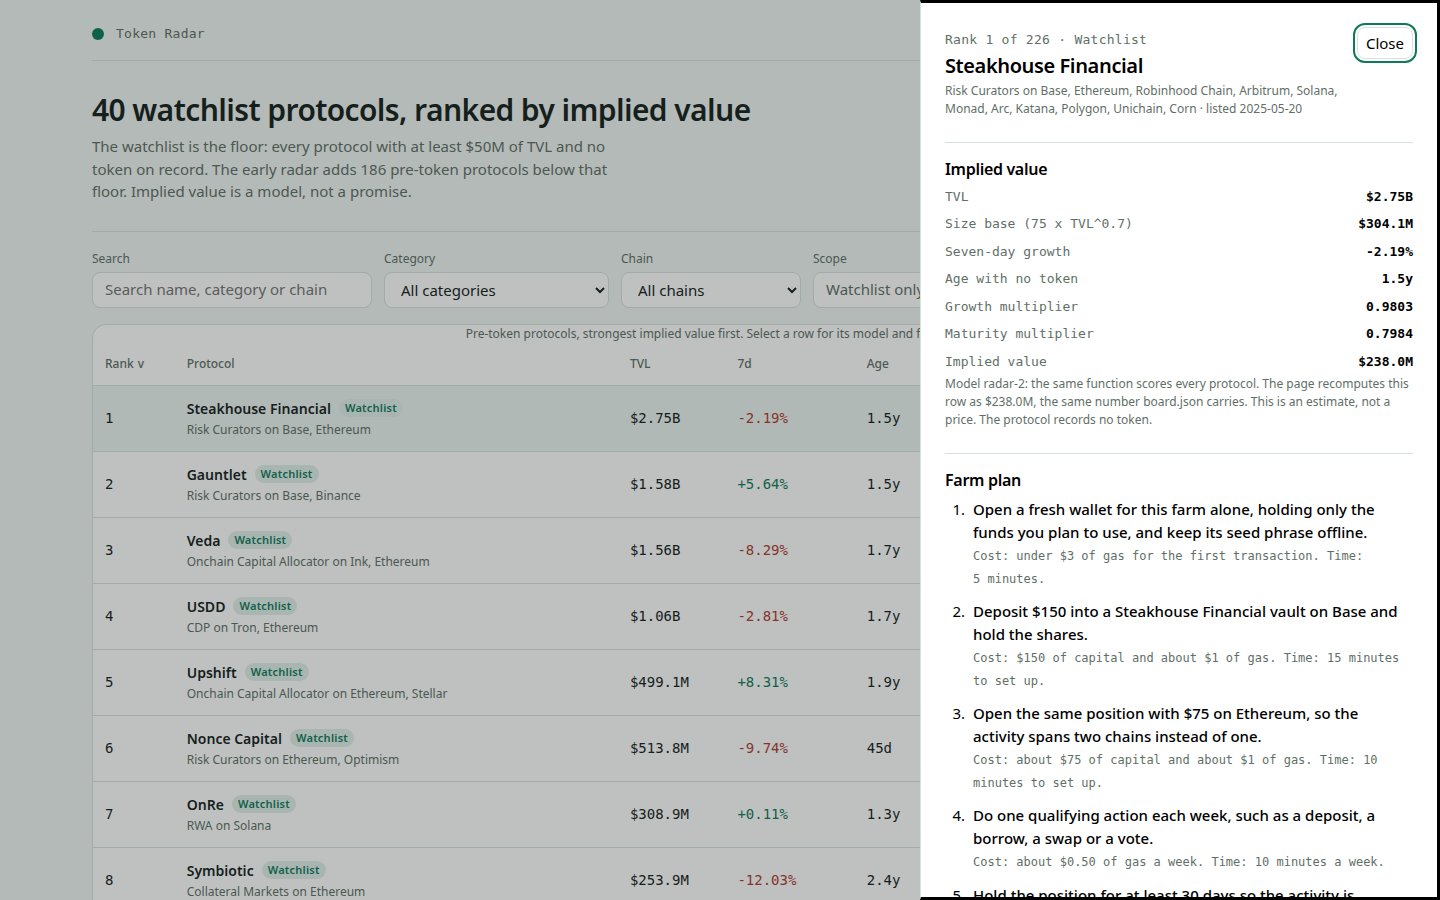 Token Radar
40 watchlist protocols, ranked by implied value
The watchlist is the floor: every protocol with at least $50M of TVL and no
token on record. The early radar adds 186 pre-token protocols below that
floor. Implied value is a model, not a promise.
Search
Category
Chain
Scope
Search name, category or chain
All categories
All chains
Watchlist only
Pre-token protocols, strongest implied value first. Select a row for its model and
Rank v
Protocol
TVL
7d
Age
1
Steakhouse Financial
Watchlist
Risk Curators on Base, Ethereum
$2.75B
-2.19%
1.5y
2
Gauntlet
Watchlist
Risk Curators on Base, Binance
$1.58B
+5.64%
1.5y
3
Veda
Watchlist
Onchain Capital Allocator on Ink, Ethereum
$1.56B
-8.29%
1.7y
4
USDD
Watchlist
CDP on Tron, Ethereum
$1.06B
-2.81%
1.7y
5
Upshift
Watchlist
Onchain Capital Allocator on Ethereum, Stellar
$499.1M
+8.31%
1.9y
6
Nonce Capital
Watchlist
Risk Curators on Ethereum, Optimism
$513.8M
-9.74%
45d
7
OnRe
Watchlist
RWA on Solana
$308.9M
+0.11%
1.3y
8
Symbiotic
Watchlist
Collateral Markets on Ethereum
$253.9M
-12.03%
2.4y
Rank 1 of 226 · Watchlist
Close
Steakhouse Financial
Risk Curators on Base, Ethereum, Robinhood Chain, Arbitrum, Solana,
Monad, Arc, Katana, Polygon, Unichain, Corn · listed 2025-05-20
Implied value
TVL $2.75B
Size base (75 x TVL^0.7) $304.1M
Seven-day growth -2.19%
Age with no token 1.5y
Growth multiplier 0.9803
Maturity multiplier 0.7984
Implied value $238.0M
Model radar-2: the same function scores every protocol. The page recomputes this
row as $238.0M, the same number board.json carries. This is an estimate, not a
price. The protocol records no token.
Farm plan
1. Open a fresh wallet for this farm alone, holding only the
funds you plan to use, and keep its seed phrase offline.
Cost: under $3 of gas for the first transaction. Time:
5 minutes.
2. Deposit $150 into a Steakhouse Financial vault on Base and
hold the shares.
Cost: $150 of capital and about $1 of gas. Time: 15 minutes
to set up.
3. Open the same position with $75 on Ethereum, so the
activity spans two chains instead of one.
Cost: about $75 of capital and about $1 of gas. Time: 10
minutes to set up.
4. Do one qualifying action each week, such as a deposit, a
borrow, a swap or a vote.
Cost: about $0.50 of gas a week. Time: 10 minutes a week.
5. Hold the position for at least 30 days so the activity is